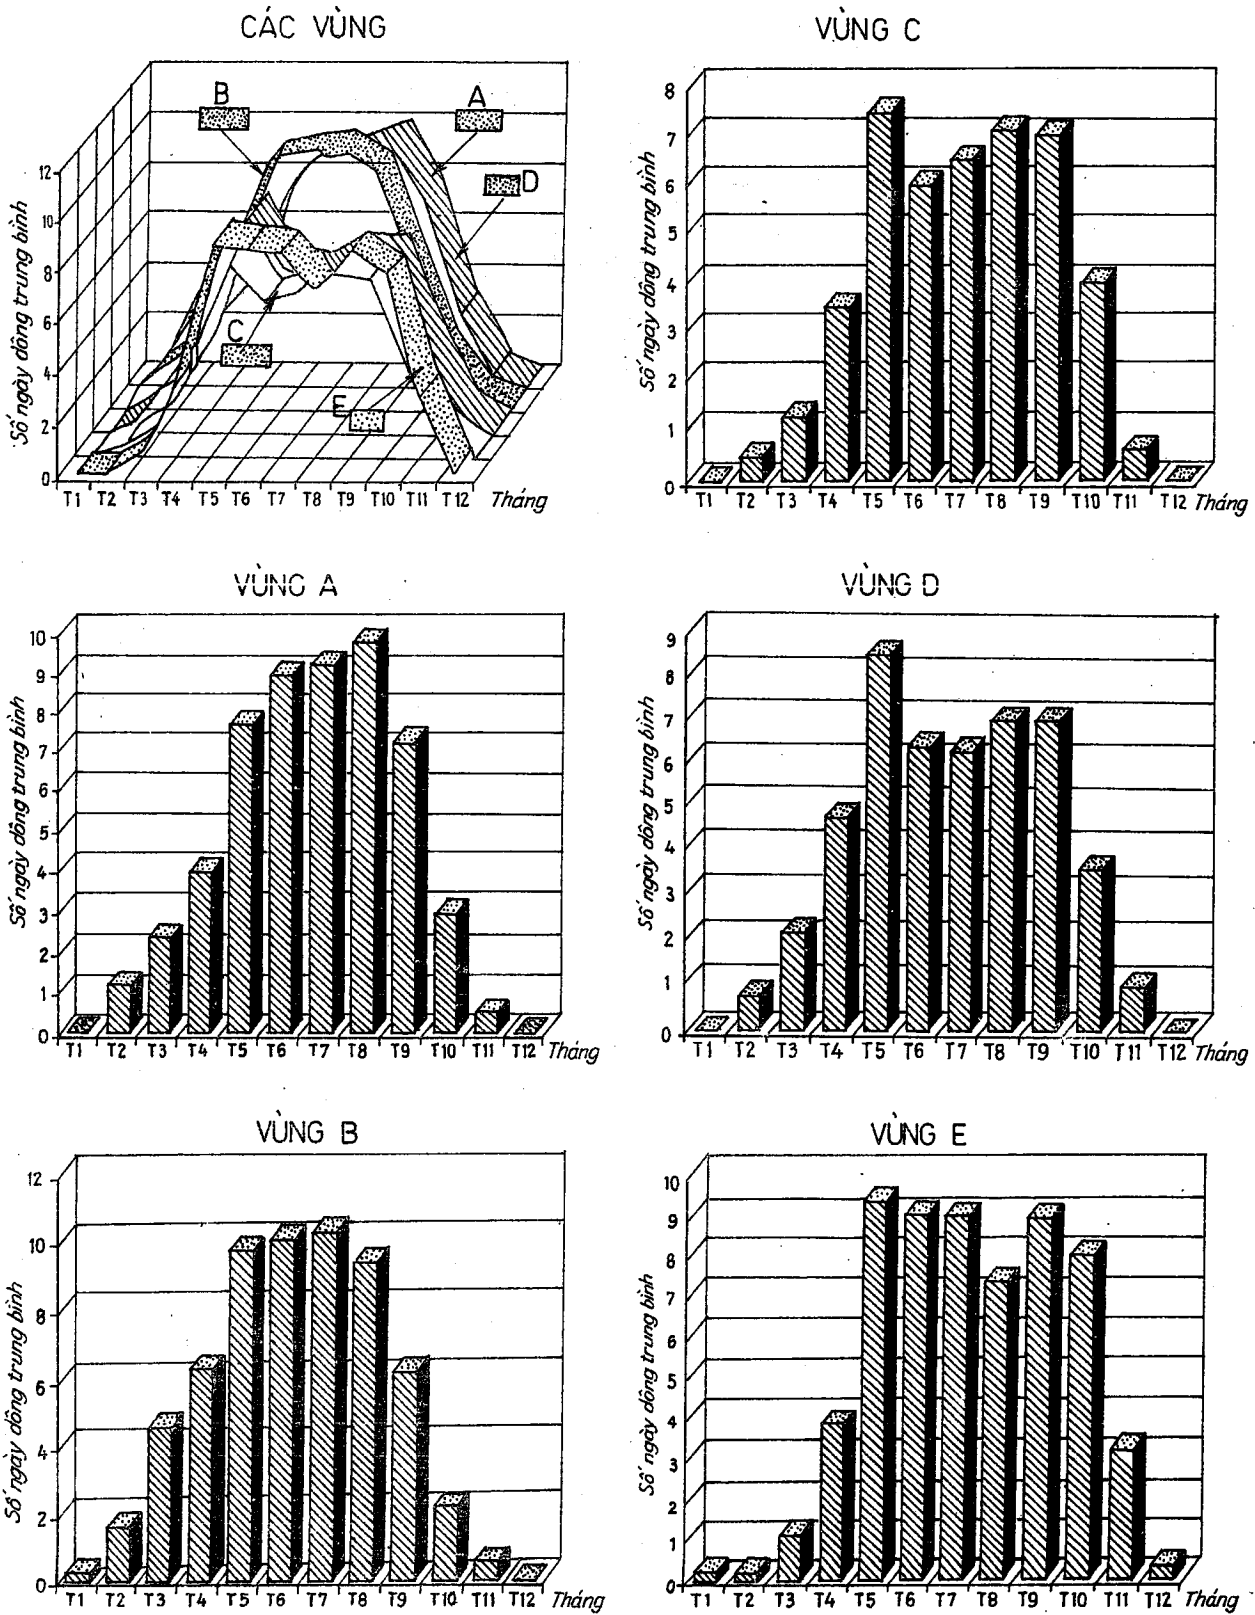 CÁC VÙNG
B
A
D
C
E
Số ngày dông trung bình
12
10
8
6
4
2
0
T1 T2 T3 T4 T5 T6 T7 T8 T9 T10 T11 T12 Tháng
VÙNG C
Số ngày dông trung bình
8
7
6
5
4
3
2
1
0
T1 T2 T3 T4 T5 T6 T7 T8 T9 T10 T11 T12 Tháng
VÙNG A
Số ngày dông trung bình
10
9
8
7
6
5
4
3
2
1
0
T1 T2 T3 T4 T5 T6 T7 T8 T9 T10 T11 T12 Tháng
VÙNG D
Số ngày dông trung bình
9
8
7
6
5
4
3
2
1
0
T1 T2 T3 T4 T5 T6 T7 T8 T9 T10 T11 T12 Tháng
VÙNG B
Số ngày dông trung bình
12
10
8
6
4
2
0
T1 T2 T3 T4 T5 T6 T7 T8 T9 T10 T11 T12 Tháng
VÙNG E
Số ngày dông trung bình
10
9
8
7
6
5
4
3
2
1
0
T1 T2 T3 T4 T5 T6 T7 T8 T9 T10 T11 T12 Tháng